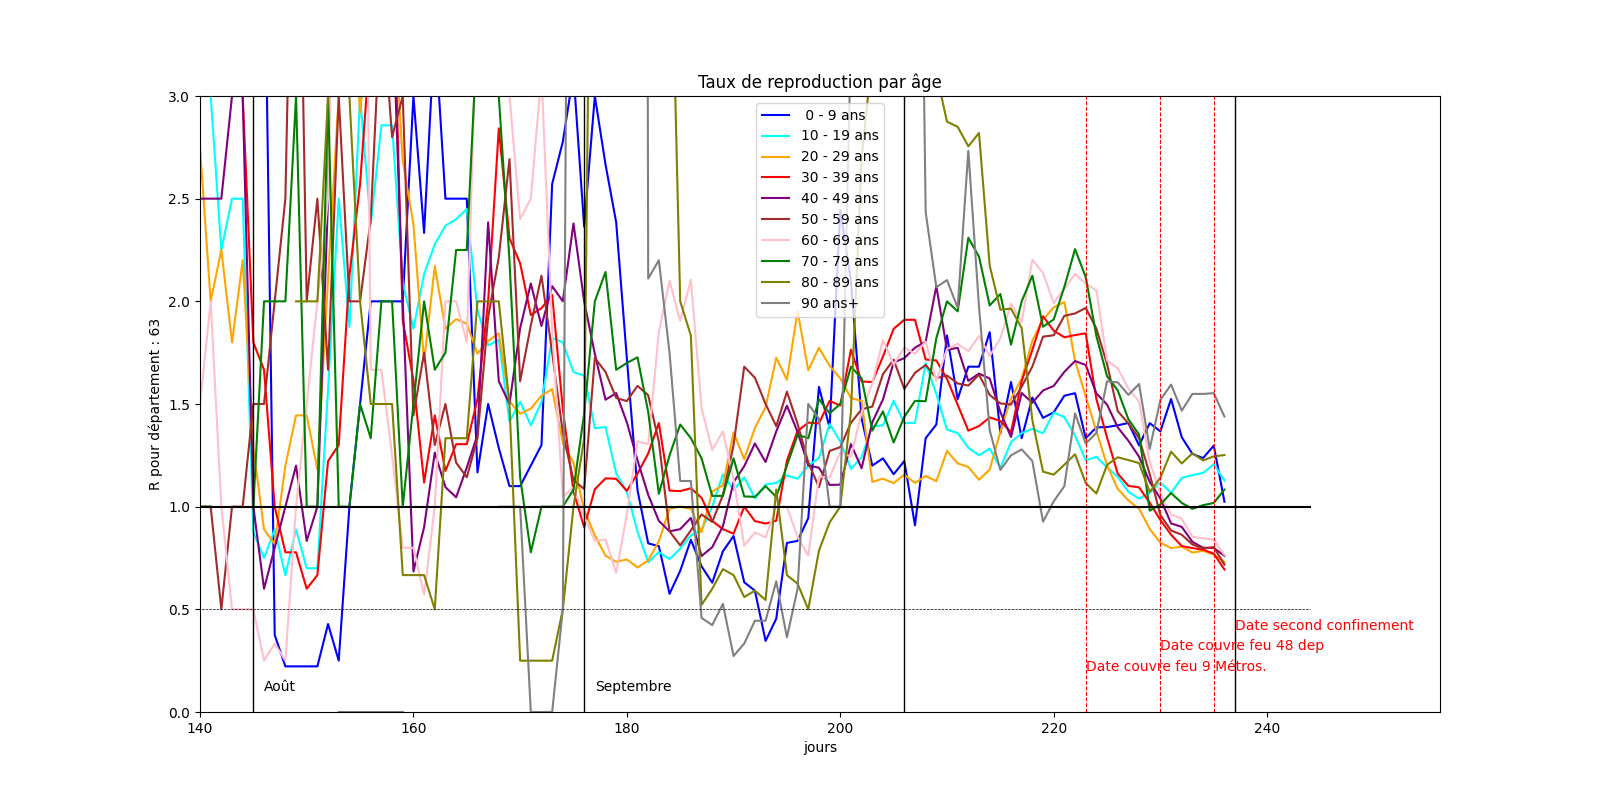 Taux de reproduction par âge
R pour département : 63
3.0
2.5
2.0
1.5
1.0
0.5
0.0
0 - 9 ans
10 - 19 ans
20 - 29 ans
30 - 39 ans
40 - 49 ans
50 - 59 ans
60 - 69 ans
70 - 79 ans
80 - 89 ans
90 ans+
Date second confinement
Date couvre feu 48 dep
Date couvre feu 9 Métros.
Août
Septembre
140
160
180
200
220
240
jours